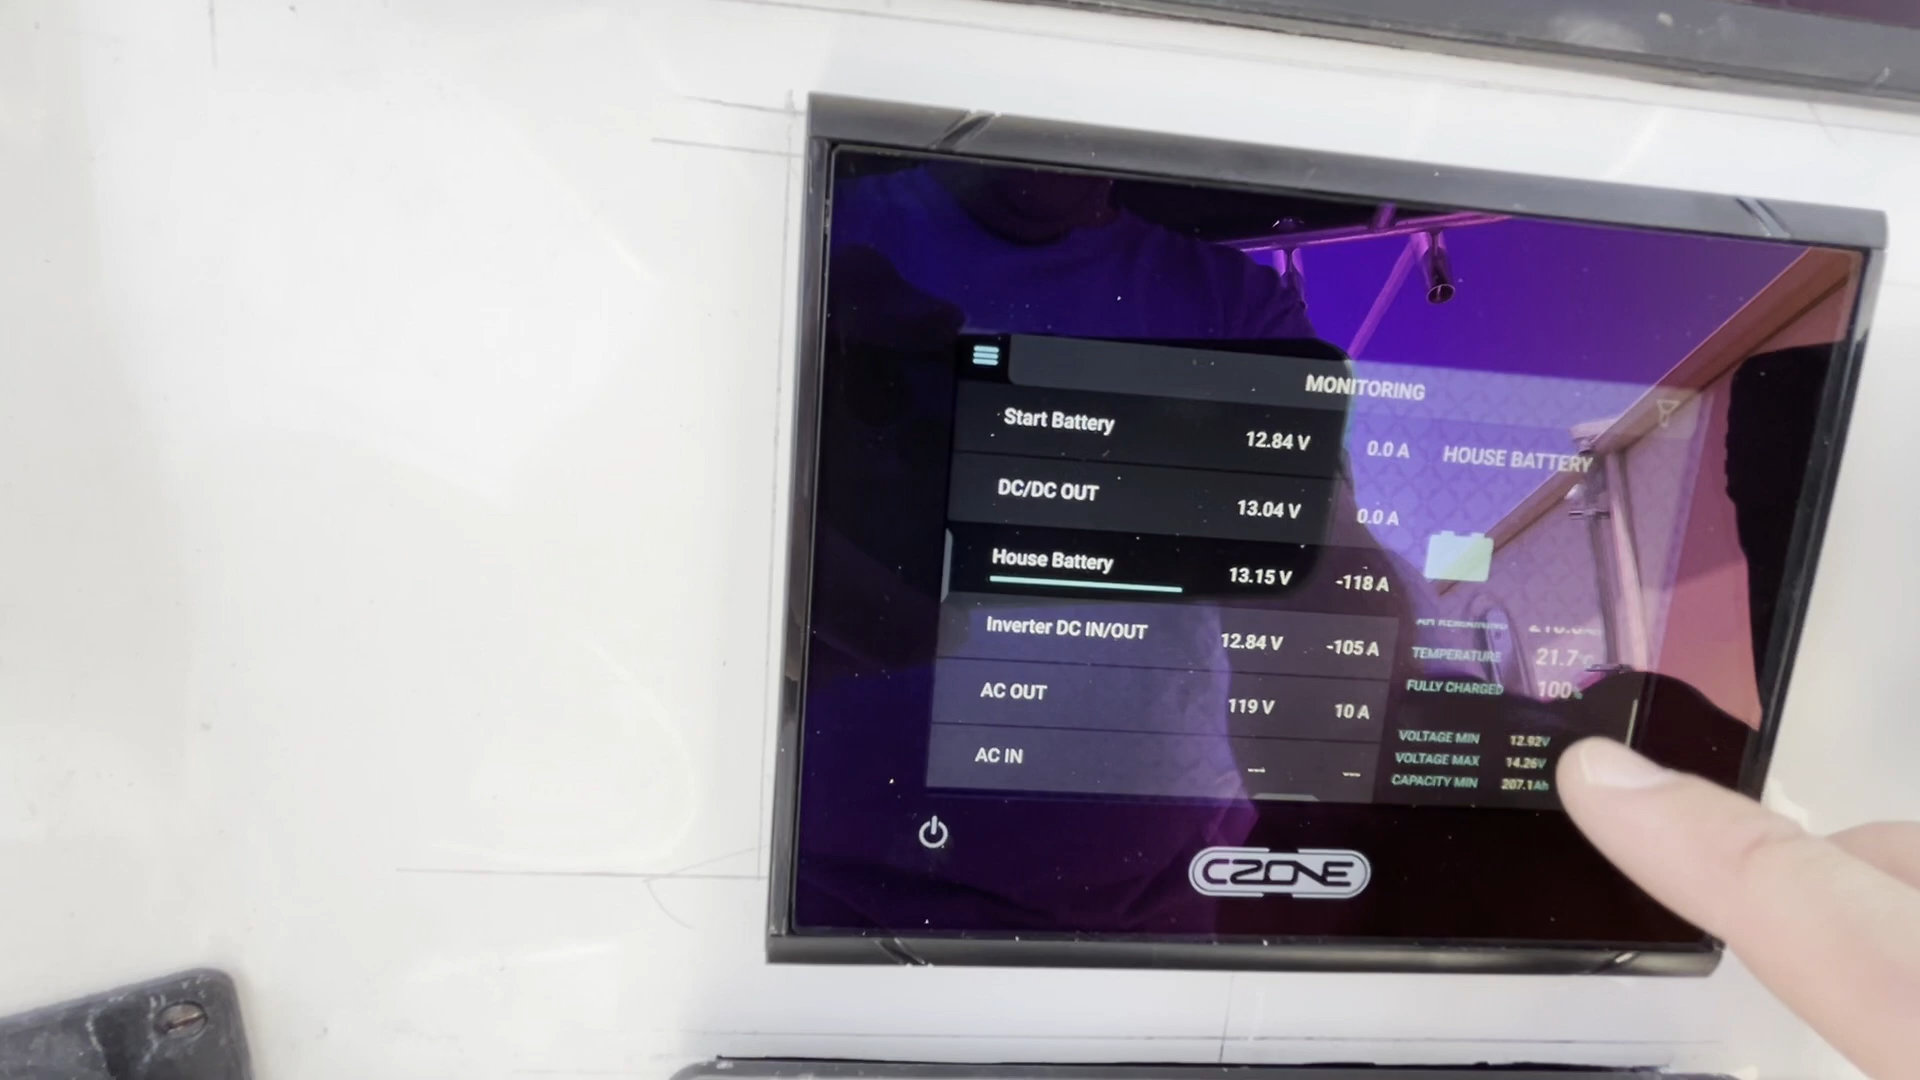 MONITORING
Start Battery 12.84 V 0.0 A
DC/DC OUT 13.04 V 0.0 A
House Battery 13.15 V -118 A
Inverter DC IN/OUT 12.84 V -105 A
AC OUT 119 V 10 A
AC IN --- ---
HOUSE BATTERY
TEMPERATURE 21.7°C
FULLY CHARGED 100%
VOLTAGE MIN 12.92V
VOLTAGE MAX 14.26V
CAPACITY MIN 207.1Ah
CZONE